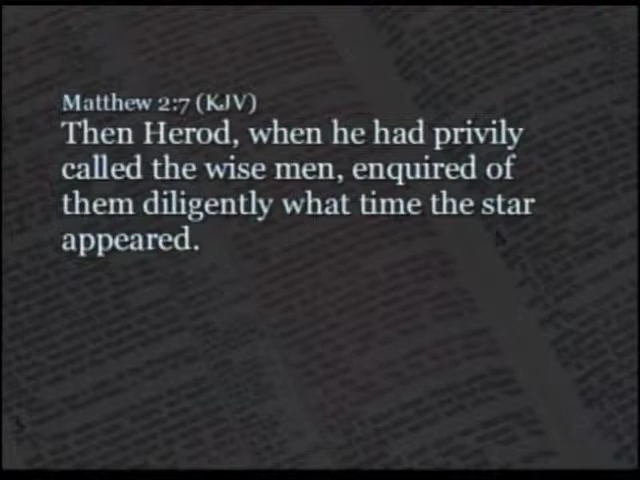 Matthew 2:7 (KJV)
Then Herod, when he had privily
called the wise men, enquired of
them diligently what time the star
appeared.